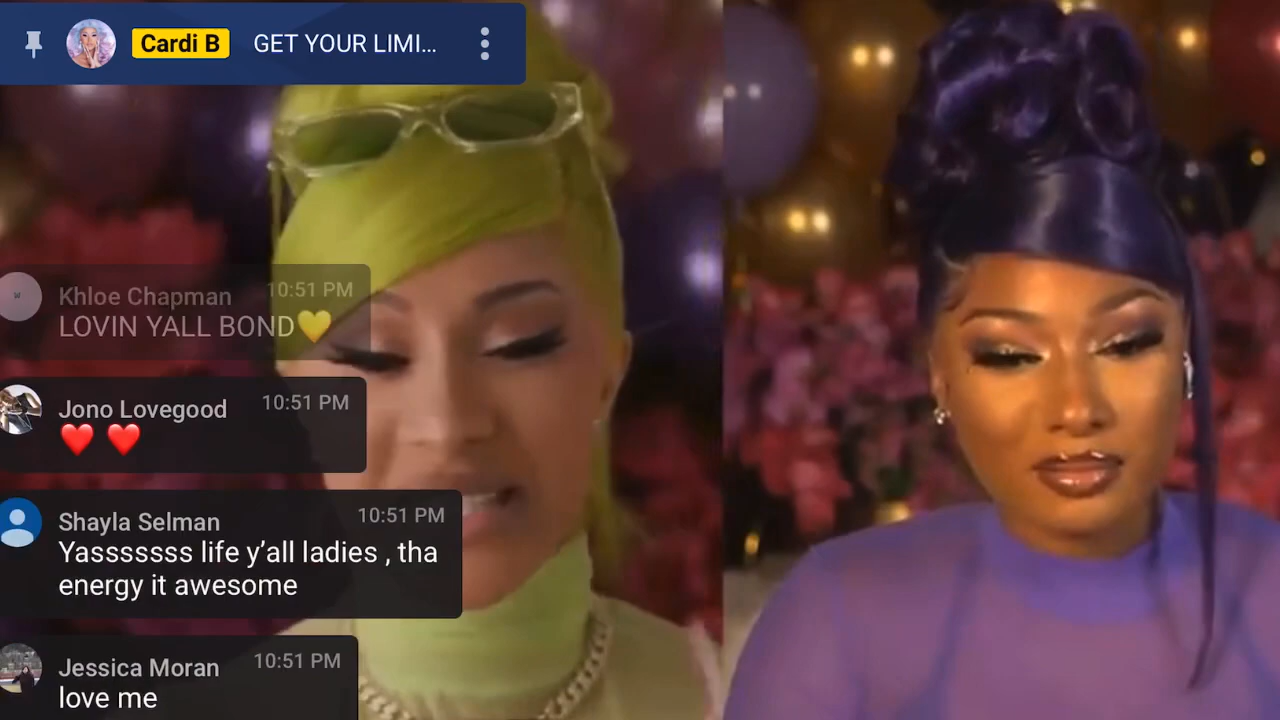 Cardi B GET YOUR LIMI...
Khloe Chapman 10:51 PM
LOVIN YALL BOND💛
Jono Lovegood 10:51 PM
❤️ ❤️
Shayla Selman 10:51 PM
Yasssssss life y’all ladies , tha
energy it awesome
Jessica Moran 10:51 PM
love me